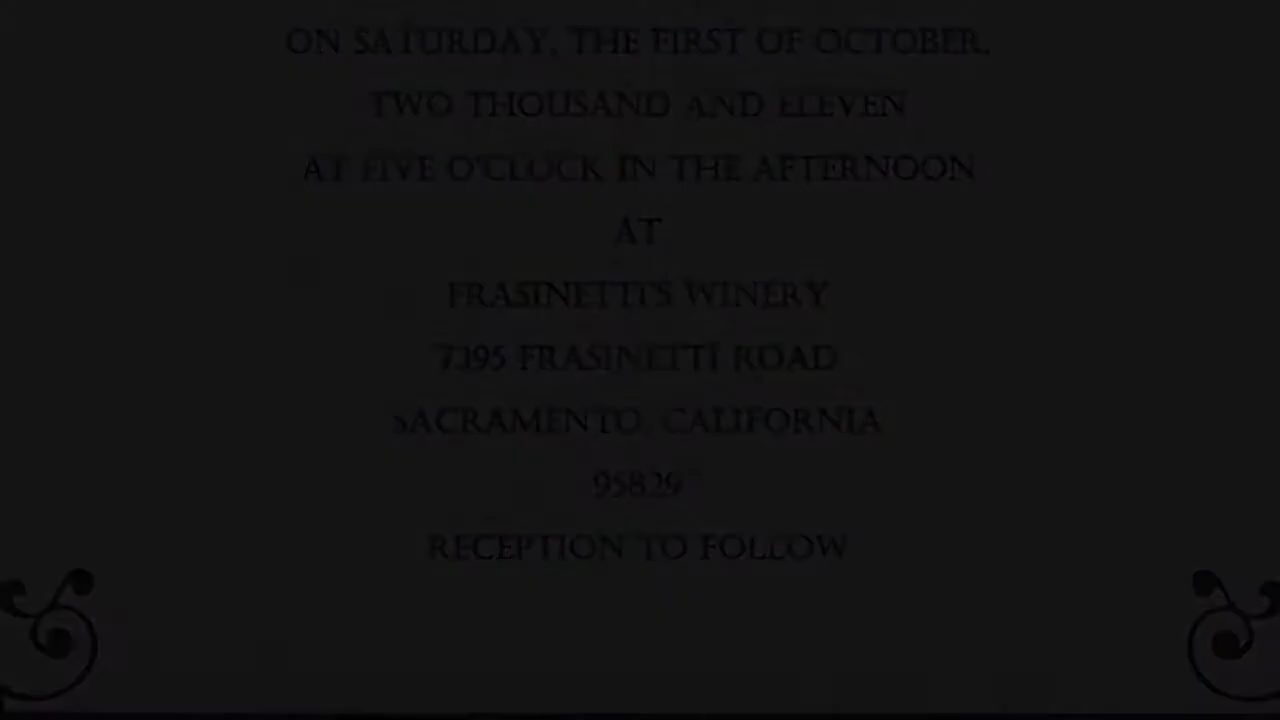 ON SATURDAY, THE FIRST OF OCTOBER,
TWO THOUSAND AND ELEVEN
AT FIVE O'CLOCK IN THE AFTERNOON
AT
FRASINETTI'S WINERY
7395 FRASINETTI ROAD
SACRAMENTO, CALIFORNIA
95829
RECEPTION TO FOLLOW